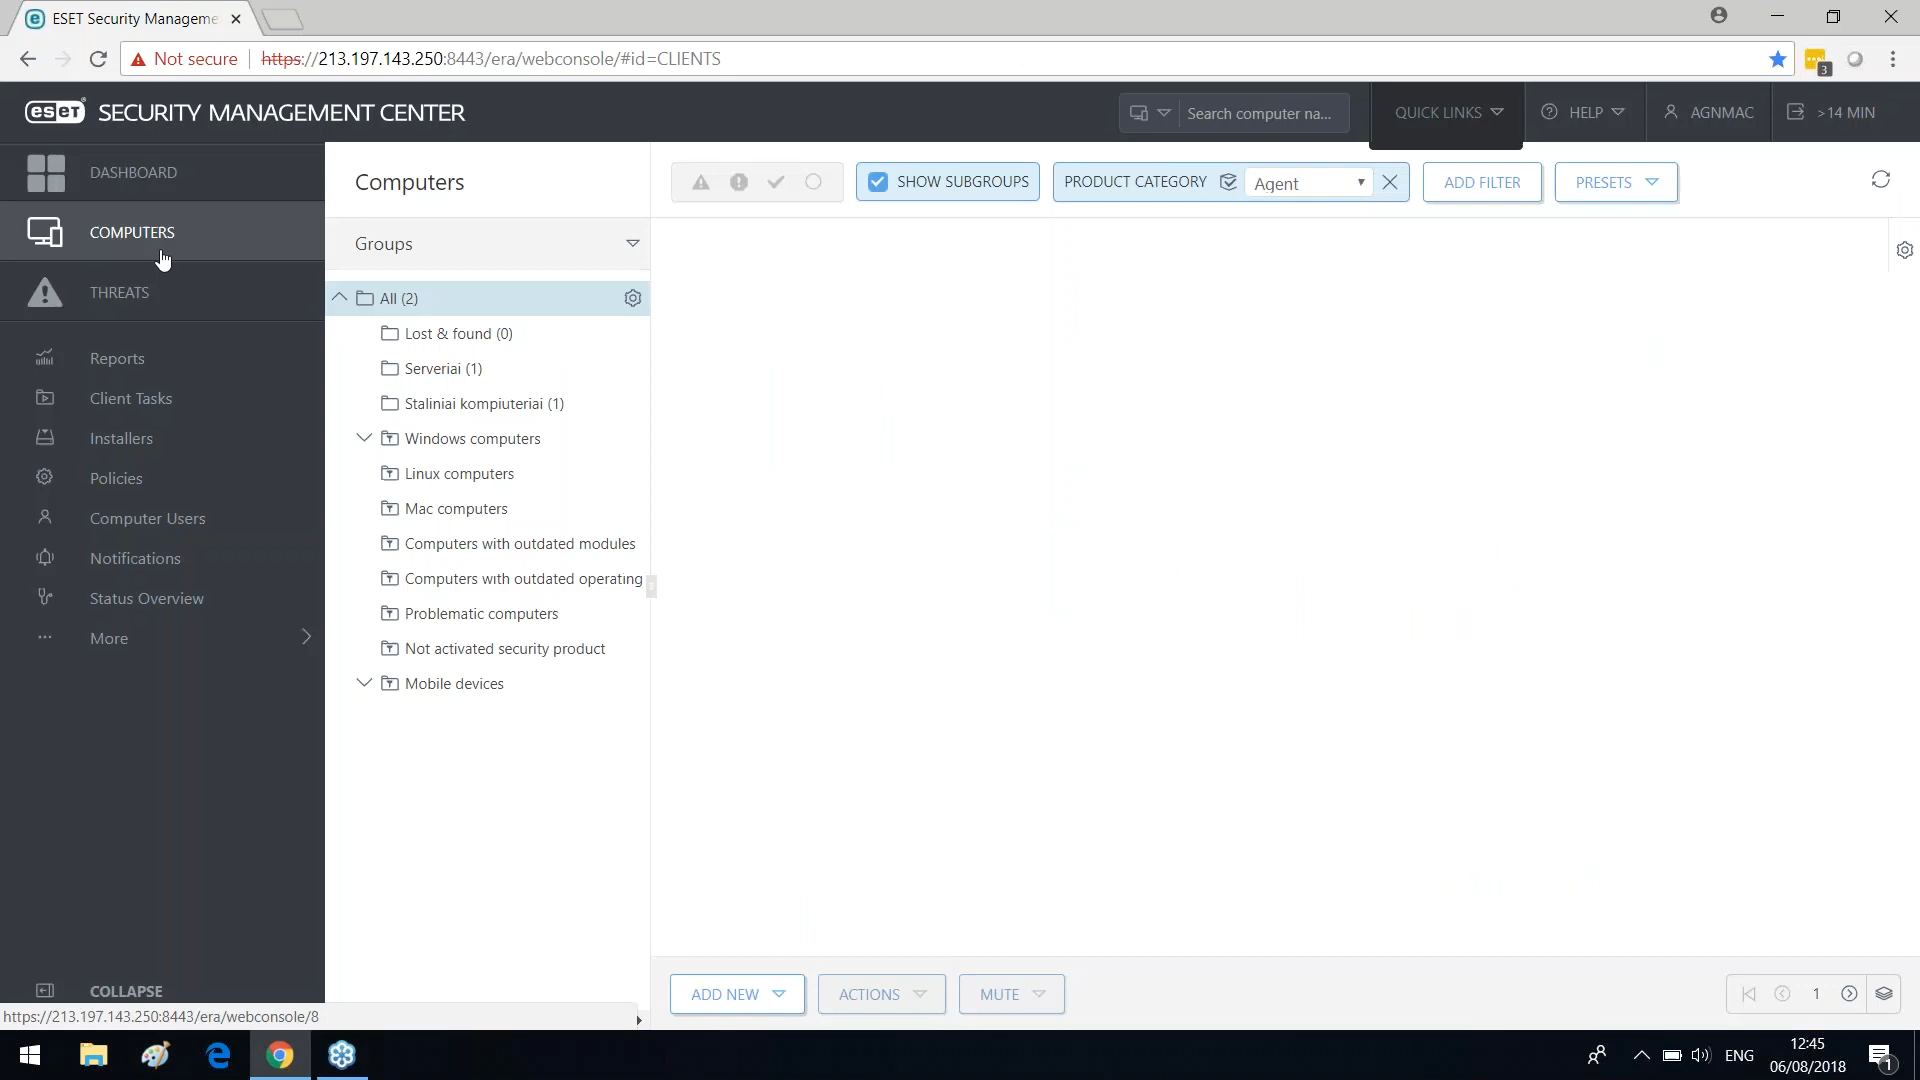 ESET Security Manageme
Not secure https://213.197.143.250:8443/era/webconsole/#id=CLIENTS
3
eset SECURITY MANAGEMENT CENTER
Search computer na...
QUICK LINKS
HELP
AGNMAC
>14 MIN
DASHBOARD
COMPUTERS
THREATS
Reports
Client Tasks
Installers
Policies
Computer Users
Notifications
Status Overview
More
COLLAPSE
https://213.197.143.250:8443/era/webconsole/8
Computers
Groups
All (2)
Lost & found (0)
Serveriai (1)
Staliniai kompiuteriai (1)
Windows computers
Linux computers
Mac computers
Computers with outdated modules
Computers with outdated operating
Problematic computers
Not activated security product
Mobile devices
SHOW SUBGROUPS
PRODUCT CATEGORY
Agent
ADD FILTER
PRESETS
ADD NEW
ACTIONS
MUTE
1
ENG
12:45
06/08/2018
1